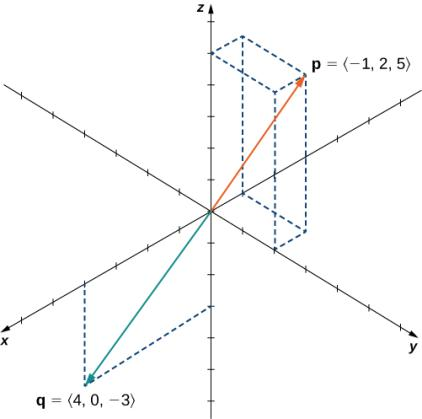 z
p = ⟨−1, 2, 5⟩
x
y
q = ⟨4, 0, −3⟩